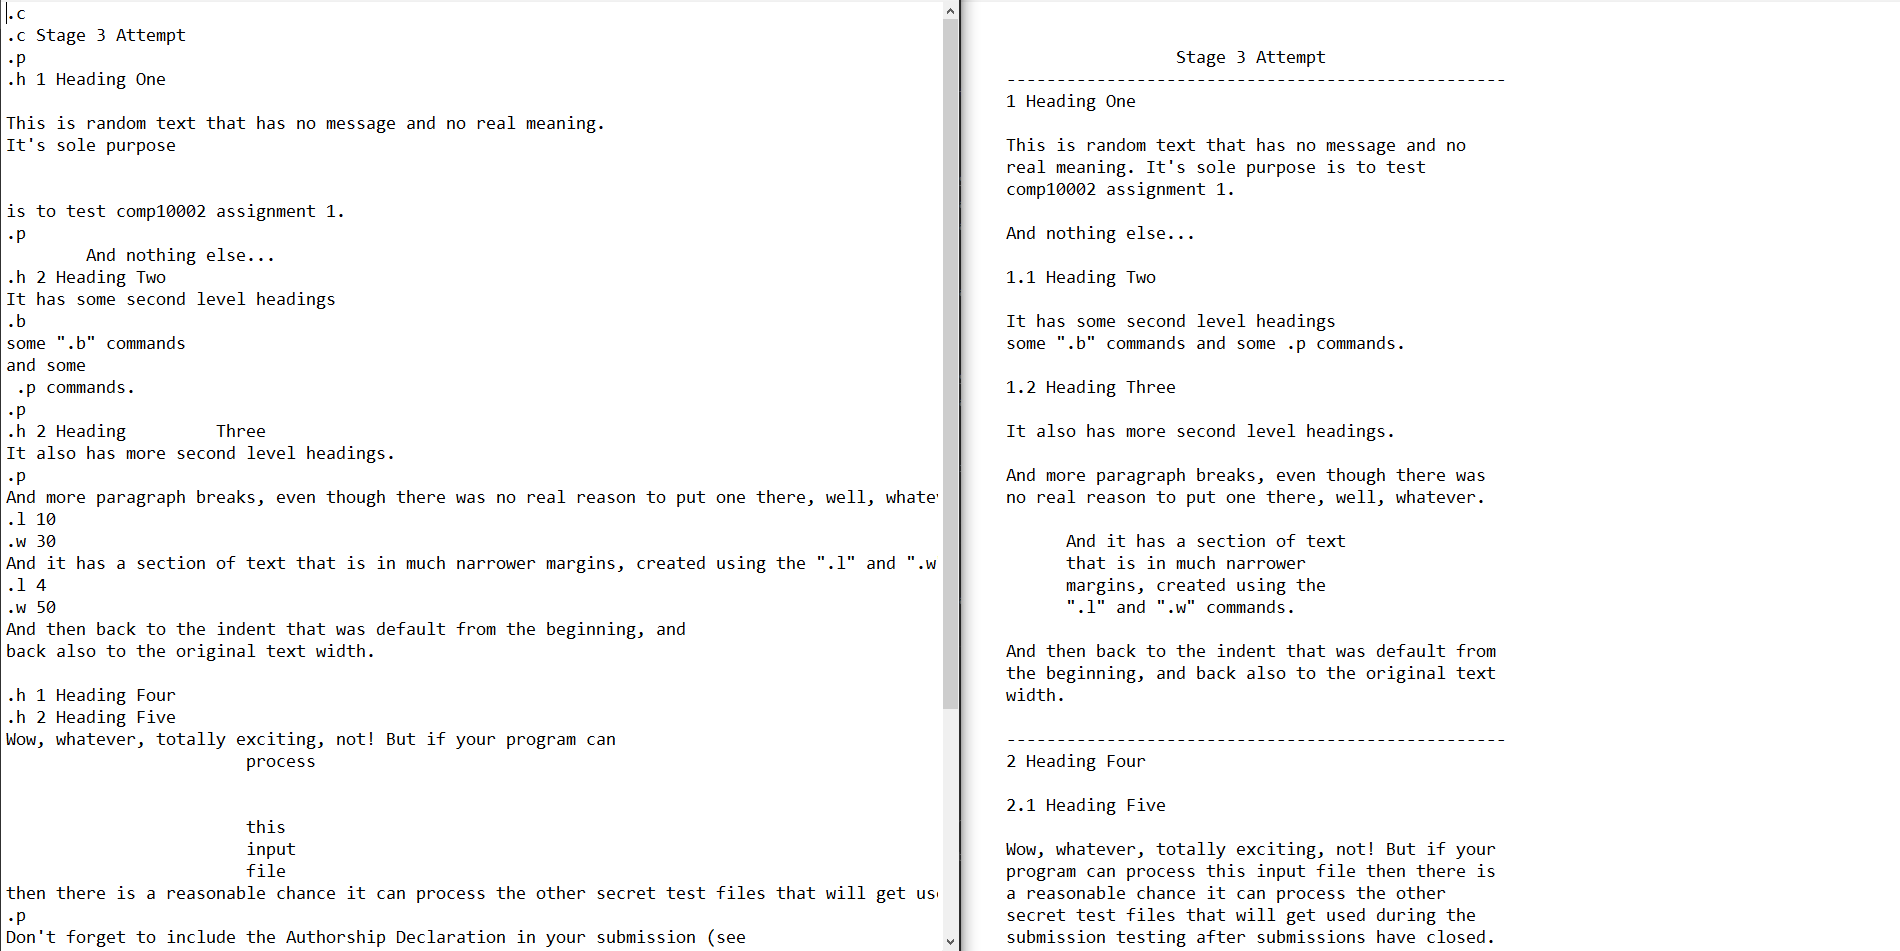 .c
.c Stage 3 Attempt
.p
.h 1 Heading One
This is random text that has no message and no real meaning.
It's sole purpose
is to test comp10002 assignment 1.
.p
And nothing else...
.h 2 Heading Two
It has some second level headings
.b
some ".b" commands
and some
.p commands.
.p
.h 2 Heading         Three
It also has more second level headings.
.p
And more paragraph breaks, even though there was no real reason to put one there, well, whatev
.l 10
.w 30
And it has a section of text that is in much narrower margins, created using the ".l" and ".w
.l 4
.w 50
And then back to the indent that was default from the beginning, and
back also to the original text width.
.h 1 Heading Four
.h 2 Heading Five
Wow, whatever, totally exciting, not! But if your program can
process
this
input
file
then there is a reasonable chance it can process the other secret test files that will get us
.p
Don't forget to include the Authorship Declaration in your submission (see
Stage 3 Attempt
--------------------------------------------------
1 Heading One
This is random text that has no message and no
real meaning. It's sole purpose is to test
comp10002 assignment 1.
And nothing else...
1.1 Heading Two
It has some second level headings
some ".b" commands and some .p commands.
1.2 Heading Three
It also has more second level headings.
And more paragraph breaks, even though there was
no real reason to put one there, well, whatever.
And it has a section of text
that is in much narrower
margins, created using the
".l" and ".w" commands.
And then back to the indent that was default from
the beginning, and back also to the original text
width.
--------------------------------------------------
2 Heading Four
2.1 Heading Five
Wow, whatever, totally exciting, not! But if your
program can process this input file then there is
a reasonable chance it can process the other
secret test files that will get used during the
submission testing after submissions have closed.